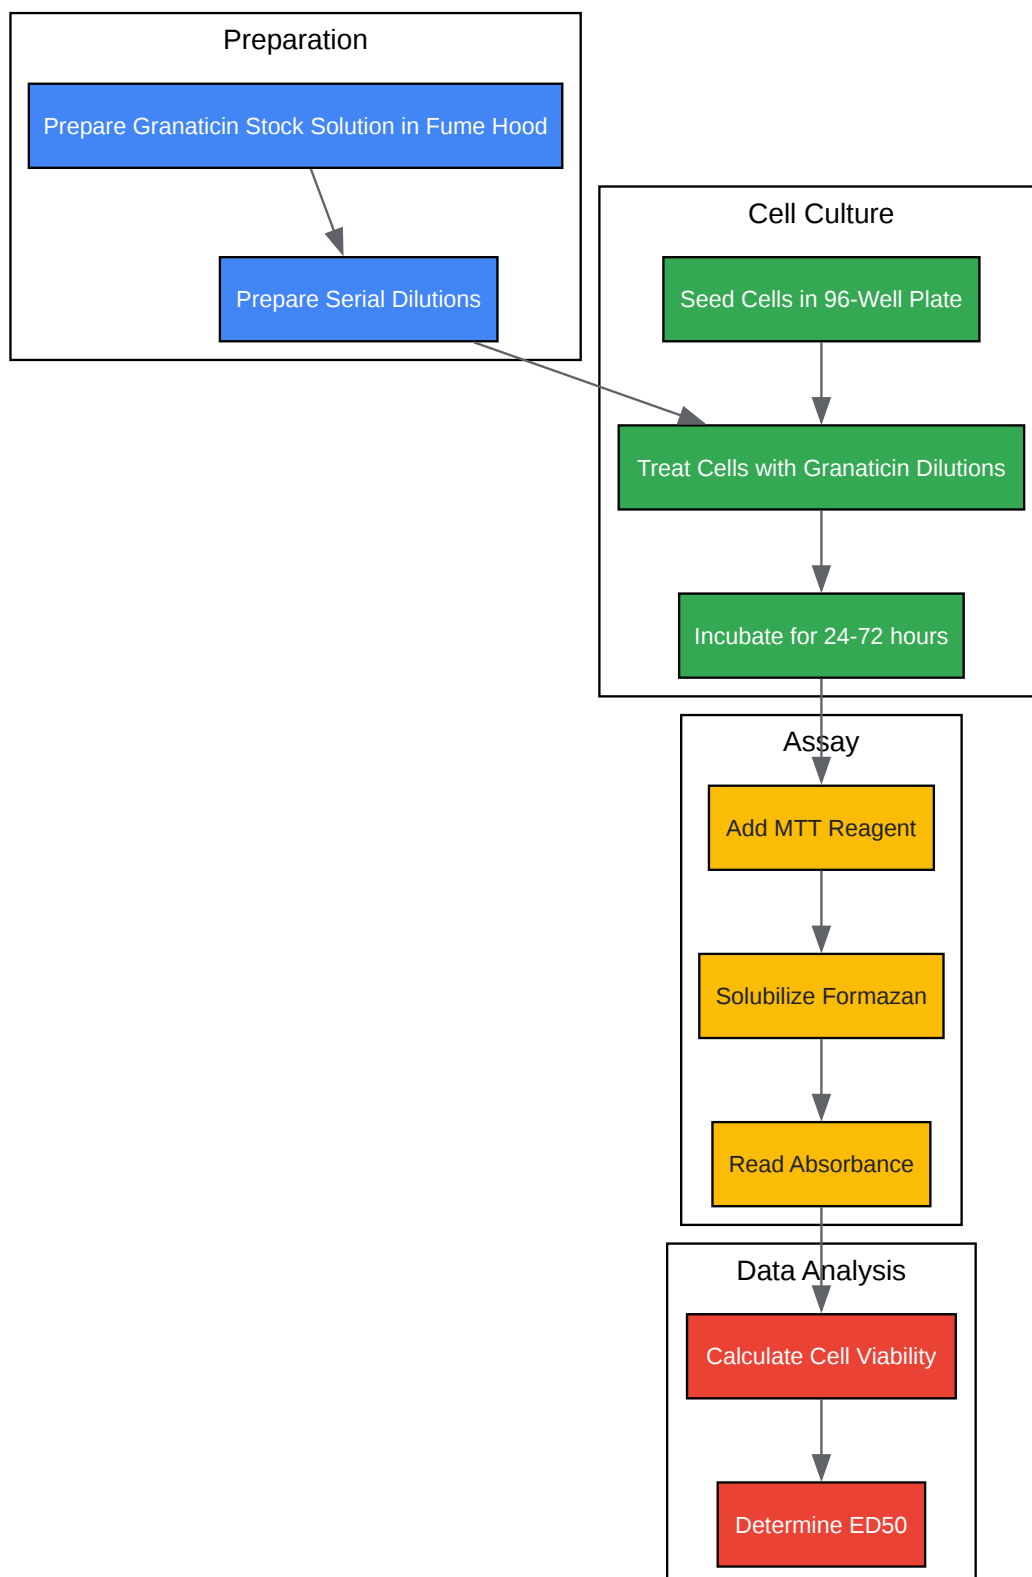 Preparation
Prepare Granaticin Stock Solution in Fume Hood
Prepare Serial Dilutions
Cell Culture
Seed Cells in 96-Well Plate
Treat Cells with Granaticin Dilutions
Incubate for 24-72 hours
Assay
Add MTT Reagent
Solubilize Formazan
Read Absorbance
Data Analysis
Calculate Cell Viability
Determine ED50